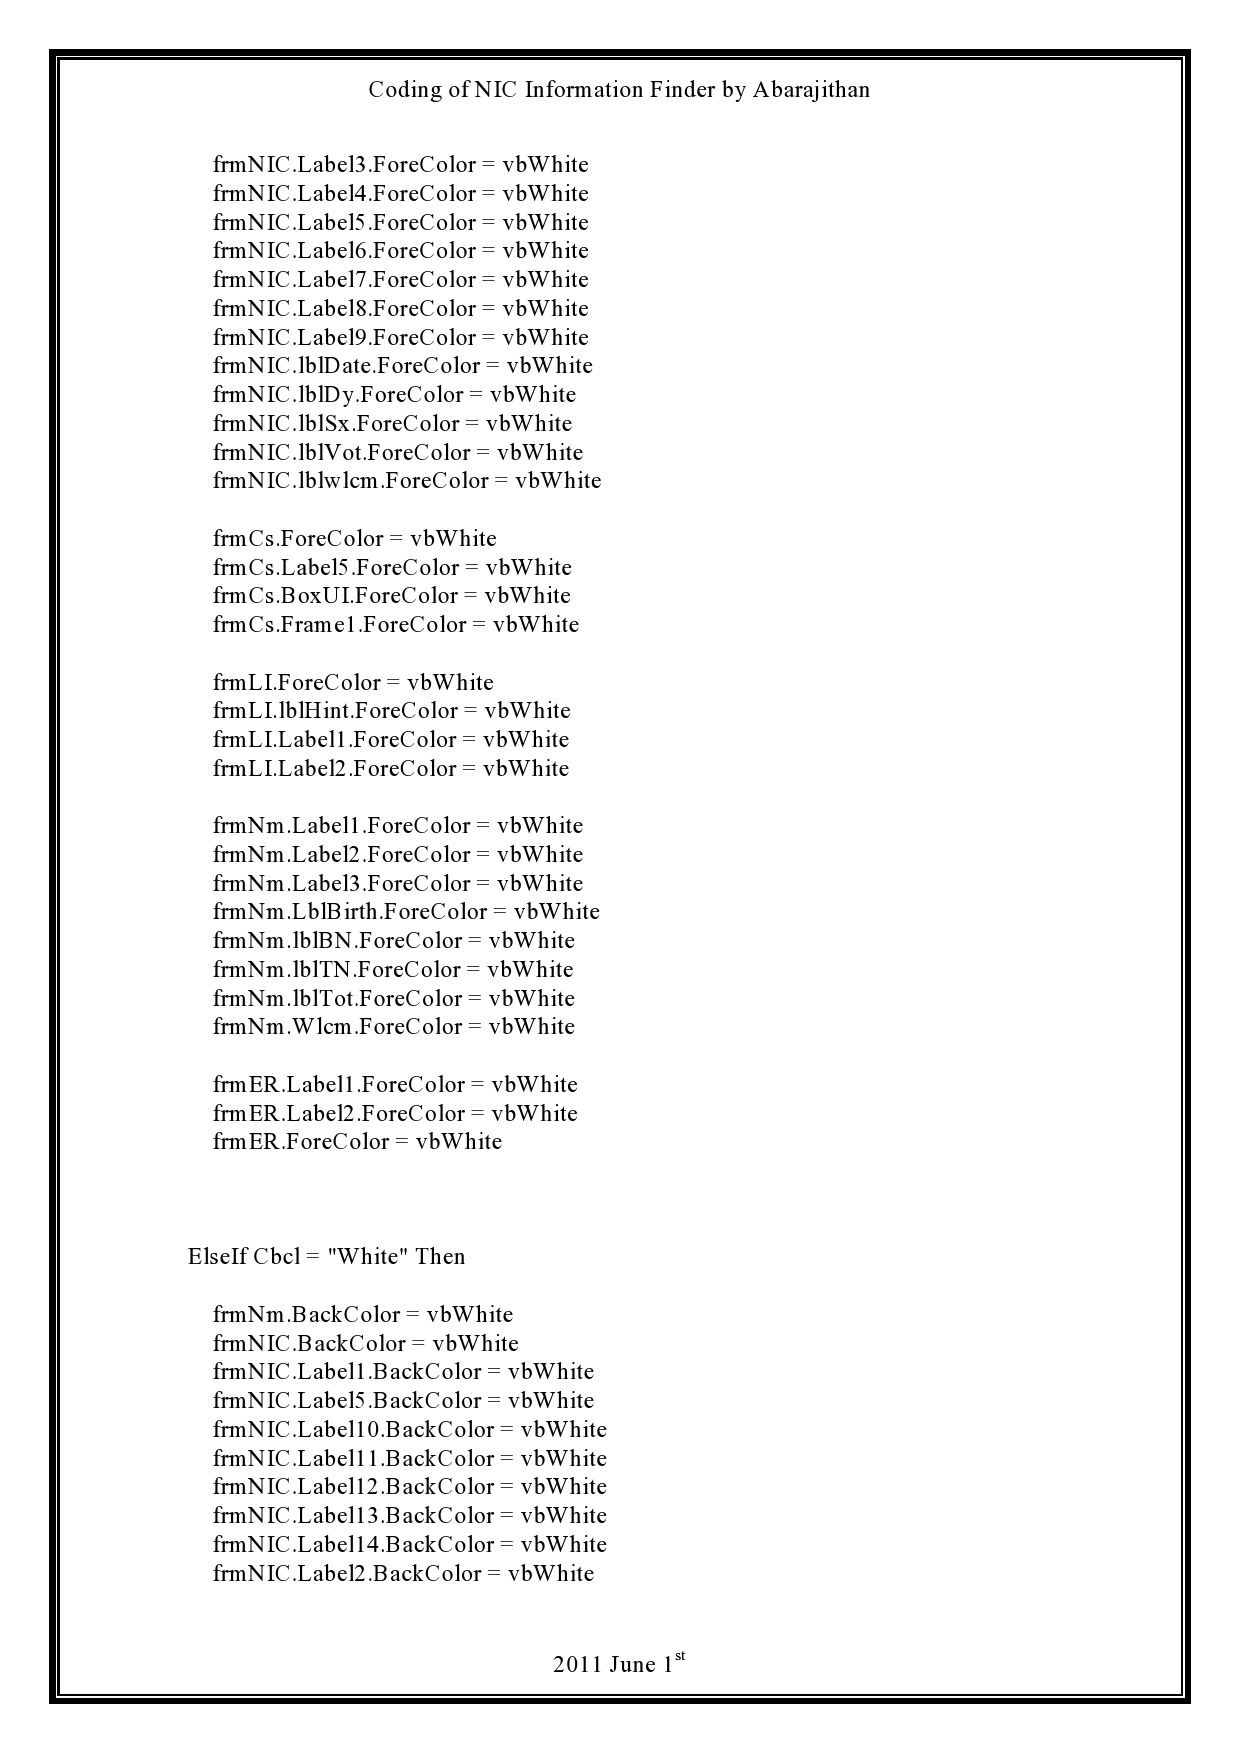 Coding of NIC Information Finder by Abarajithan
frmNIC.Label3.ForeColor = vbWhite
frmNIC.Label4.ForeColor = vbWhite
frmNIC.Label5.ForeColor = vbWhite
frmNIC.Label6.ForeColor = vbWhite
frmNIC.Label7.ForeColor = vbWhite
frmNIC.Label8.ForeColor = vbWhite
frmNIC.Label9.ForeColor = vbWhite
frmNIC.lblDate.ForeColor = vbWhite
frmNIC.lblDy.ForeColor = vbWhite
frmNIC.lblSx.ForeColor = vbWhite
frmNIC.lblVot.ForeColor = vbWhite
frmNIC.lblwlcm.ForeColor = vbWhite
frmCs.ForeColor = vbWhite
frmCs.Label5.ForeColor = vbWhite
frmCs.BoxUI.ForeColor = vbWhite
frmCs.Frame1.ForeColor = vbWhite
frmLI.ForeColor = vbWhite
frmLI.lblHint.ForeColor = vbWhite
frmLI.Label1.ForeColor = vbWhite
frmLI.Label2.ForeColor = vbWhite
frmNm.Label1.ForeColor = vbWhite
frmNm.Label2.ForeColor = vbWhite
frmNm.Label3.ForeColor = vbWhite
frmNm.LblBirth.ForeColor = vbWhite
frmNm.lblBN.ForeColor = vbWhite
frmNm.lblTN.ForeColor = vbWhite
frmNm.lblTot.ForeColor = vbWhite
frmNm.Wlcm.ForeColor = vbWhite
frmER.Label1.ForeColor = vbWhite
frmER.Label2.ForeColor = vbWhite
frmER.ForeColor = vbWhite
ElseIf Cbcl = "White" Then
frmNm.BackColor = vbWhite
frmNIC.BackColor = vbWhite
frmNIC.Label1.BackColor = vbWhite
frmNIC.Label5.BackColor = vbWhite
frmNIC.Label10.BackColor = vbWhite
frmNIC.Label11.BackColor = vbWhite
frmNIC.Label12.BackColor = vbWhite
frmNIC.Label13.BackColor = vbWhite
frmNIC.Label14.BackColor = vbWhite
frmNIC.Label2.BackColor = vbWhite
2011 June 1st